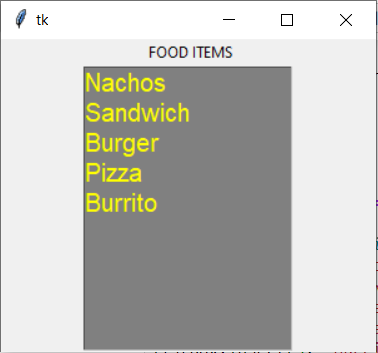 tk
FOOD ITEMS
Nachos
Sandwich
Burger
Pizza
Burrito